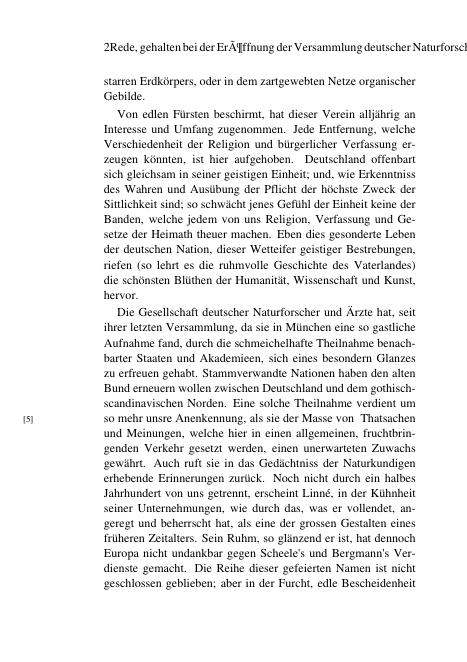 2Rede, gehalten bei der ErÃ¶ffnung der Versammlung deutscher Naturforsch
starren Erdkörpers, oder in dem zartgewebten Netze organischer
Gebilde.
Von edlen Fürsten beschirmt, hat dieser Verein alljährig an
Interesse und Umfang zugenommen. Jede Entfernung, welche
Verschiedenheit der Religion und bürgerlicher Verfassung er-
zeugen könnten, ist hier aufgehoben. Deutschland offenbart
sich gleichsam in seiner geistigen Einheit; und, wie Erkenntniss
des Wahren und Ausübung der Pflicht der höchste Zweck der
Sittlichkeit sind; so schwächt jenes Gefühl der Einheit keine der
Banden, welche jedem von uns Religion, Verfassung und Ge-
setze der Heimath theuer machen. Eben dies gesonderte Leben
der deutschen Nation, dieser Wetteifer geistiger Bestrebungen,
riefen (so lehrt es die ruhmvolle Geschichte des Vaterlandes)
die schönsten Blüthen der Humanität, Wissenschaft und Kunst,
hervor.
Die Gesellschaft deutscher Naturforscher und Ärzte hat, seit
ihrer letzten Versammlung, da sie in München eine so gastliche
Aufnahme fand, durch die schmeichelhafte Theilnahme benach-
barter Staaten und Akademieen, sich eines besondern Glanzes
zu erfreuen gehabt. Stammverwandte Nationen haben den alten
Bund erneuern wollen zwischen Deutschland und dem gothisch-
scandinavischen Norden. Eine solche Theilnahme verdient um
[5] so mehr unsre Anenkennung, als sie der Masse von Thatsachen
und Meinungen, welche hier in einen allgemeinen, fruchtbrin-
genden Verkehr gesetzt werden, einen unerwarteten Zuwachs
gewährt. Auch ruft sie in das Gedächtniss der Naturkundigen
erhebende Erinnerungen zurück. Noch nicht durch ein halbes
Jahrhundert von uns getrennt, erscheint Linné, in der Kühnheit
seiner Unternehmungen, wie durch das, was er vollendet, an-
geregt und beherrscht hat, als eine der grossen Gestalten eines
früheren Zeitalters. Sein Ruhm, so glänzend er ist, hat dennoch
Europa nicht undankbar gegen Scheele's und Bergmann's Ver-
dienste gemacht. Die Reihe dieser gefeierten Namen ist nicht
geschlossen geblieben; aber in der Furcht, edle Bescheidenheit